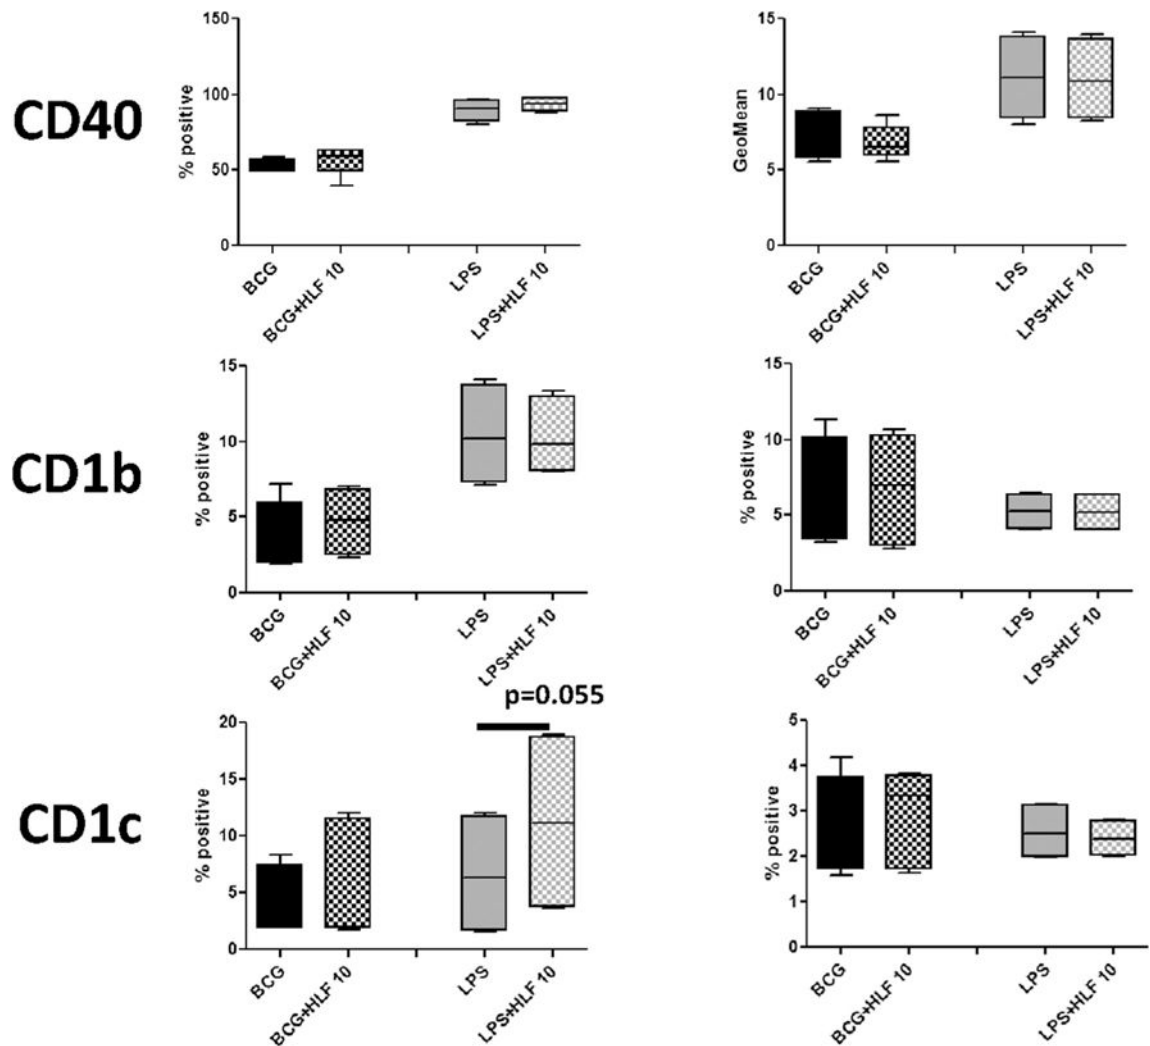 CD40
% positive
150
100
50
0
BCG
BCG+HLF 10
LPS
LPS+HLF 10
GeoMean
15
10
5
0
BCG
BCG+HLF 10
LPS
LPS+HLF 10
CD1b
% positive
15
10
5
0
BCG
BCG+HLF 10
LPS
LPS+HLF 10
% positive
15
10
5
0
BCG
BCG+HLF 10
LPS
LPS+HLF 10
CD1c
p=0.055
% positive
20
15
10
5
0
BCG
BCG+HLF 10
LPS
LPS+HLF 10
% positive
5
4
3
2
1
0
BCG
BCG+HLF 10
LPS
LPS+HLF 10